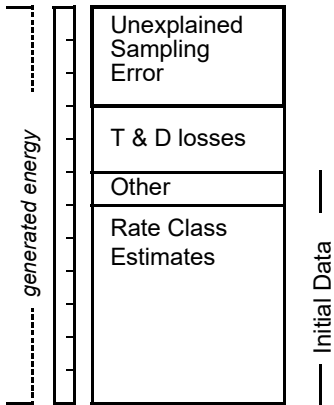 Unexplained
Sampling
Error
T & D losses
Other
Rate Class
Estimates
generated energy
Initial Data